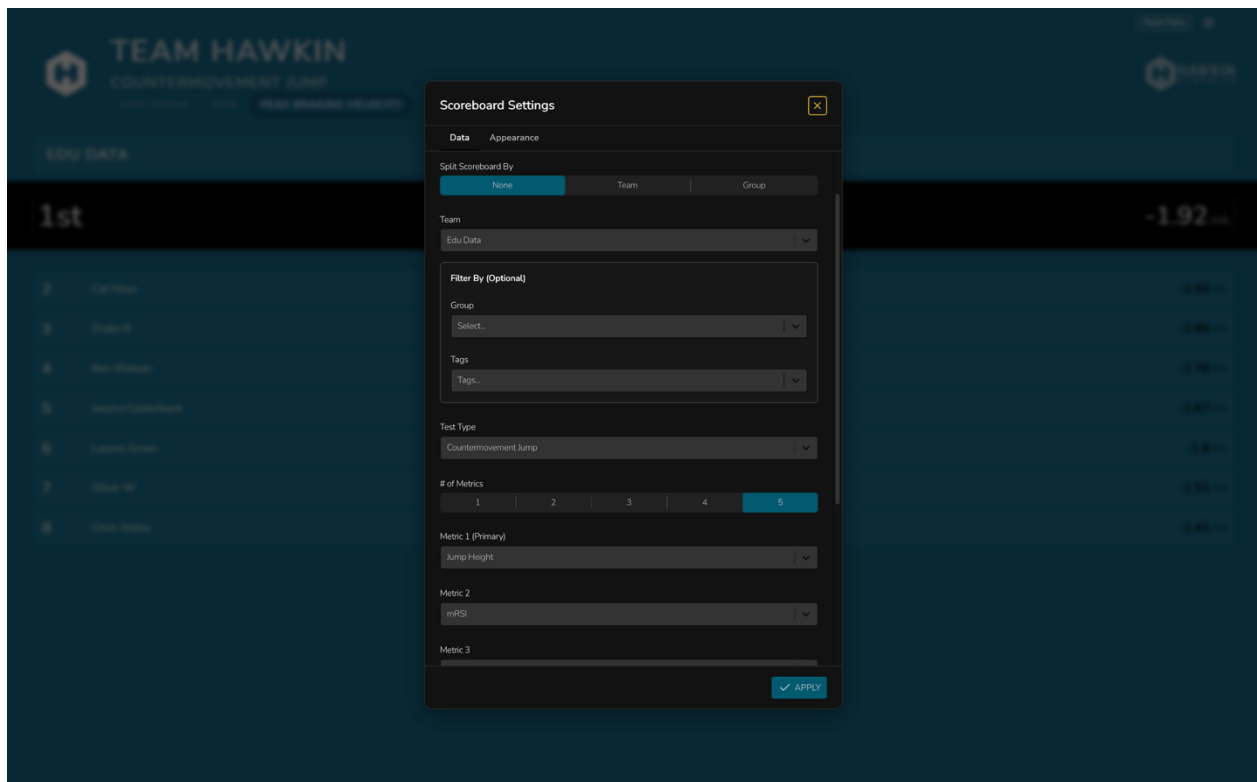 TEAM HAWKIN
COUNTERMOVEMENT JUMP
PEAK BRAKING VELOCITY
HAWKIN
EDU DATA
1st
-1.92
Scoreboard Settings
Data Appearance
Split Scoreboard By
None Team Group
Team
Edu Data
Filter By (Optional)
Group
Select...
Tags
Tags...
Test Type
Countermovement Jump
# of Metrics
1 2 3 4 5
Metric 1 (Primary)
Jump Height
Metric 2
mRSI
Metric 3
APPLY
2
3
4
5
6
7
8